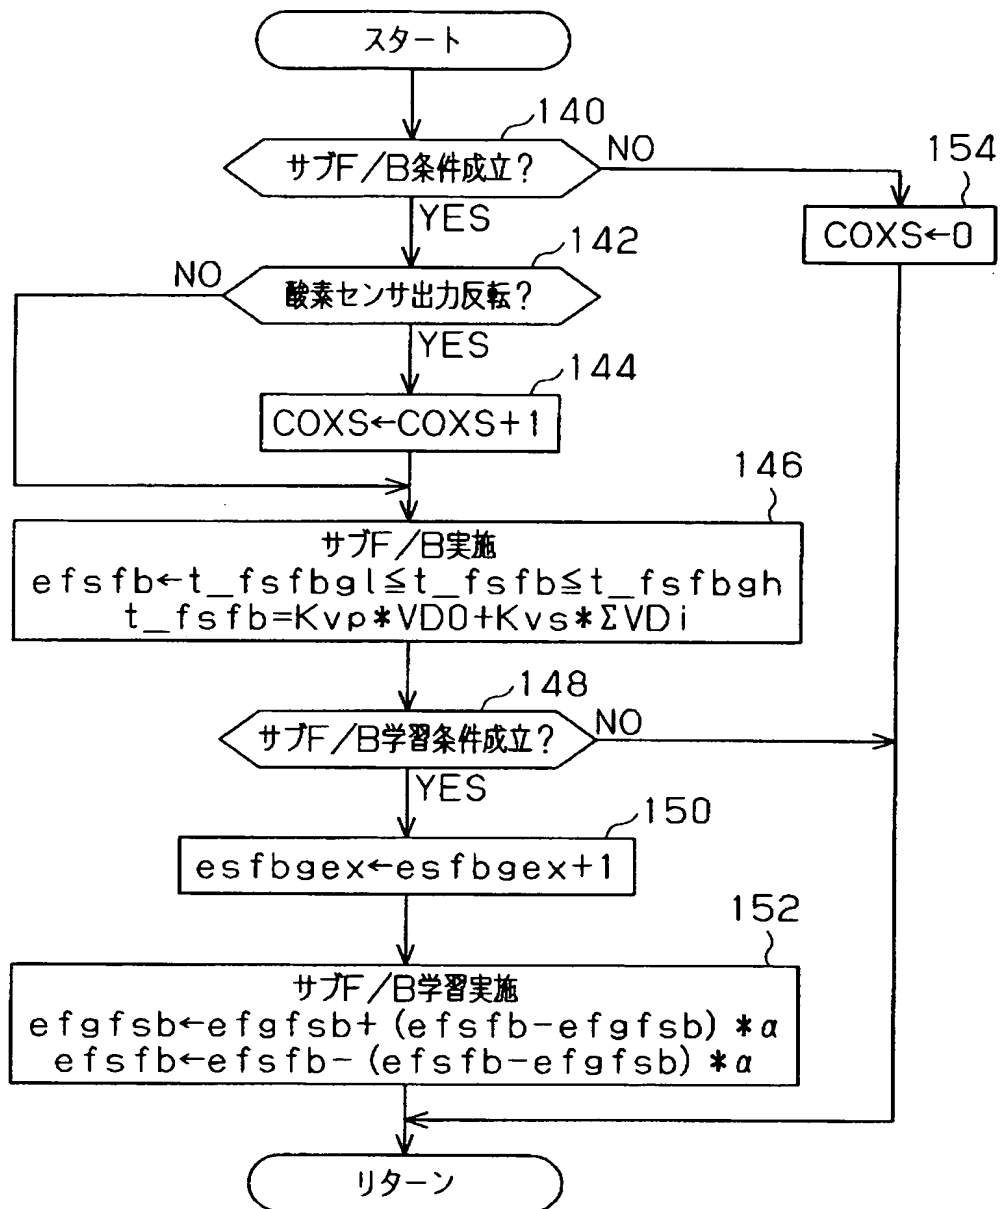 スタート
140
サブF/B条件成立?
NO
154
COXS←0
YES
142
NO
酸素センサ出力反転?
YES
144
COXS←COXS+1
146
サブF/B実施
efsfb←t_fsfbgl≦t_fsfb≦t_fsfbgh
t_fsfb=Kvp*VD0+Kvs*ΣVDi
148
サブF/B学習条件成立?
NO
YES
150
esfbgex←esfbgex+1
152
サブF/B学習実施
efgfsb←efgfsb+(efsfb-efgfsb)*α
efsfb←efsfb-(efsfb-efgfsb)*α
リターン